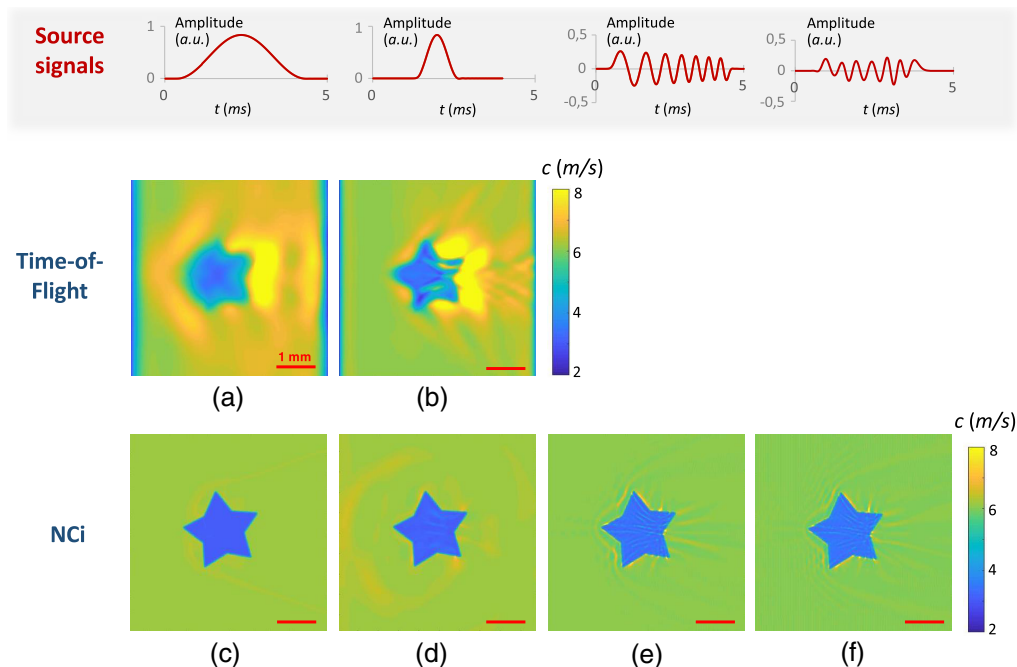 Source
signals
Amplitude
(a.u.)
1
0
0
5
t (ms)
Amplitude
(a.u.)
1
0
0
5
t (ms)
Amplitude
(a.u.)
0,5
0
-0,5
0
5
t (ms)
Amplitude
(a.u.)
0,5
0
-0,5
0
5
t (ms)
Time-of-
Flight
1 mm
c (m/s)
8
6
4
2
(a)
(b)
NCi
c (m/s)
8
6
4
2
(c)
(d)
(e)
(f)